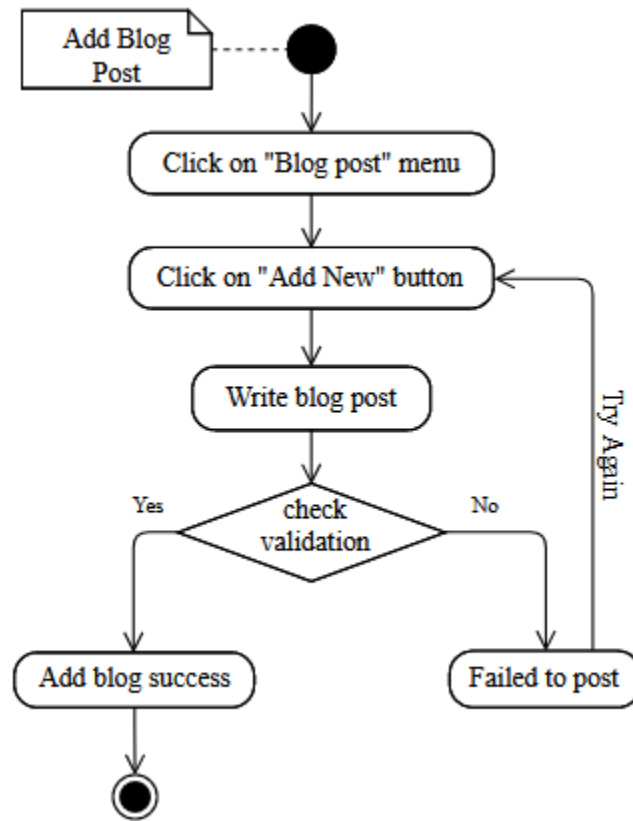 Add Blog
Post
Click on "Blog post" menu
Click on "Add New" button
Write blog post
Try Again
check
validation
Yes
No
Add blog success
Failed to post